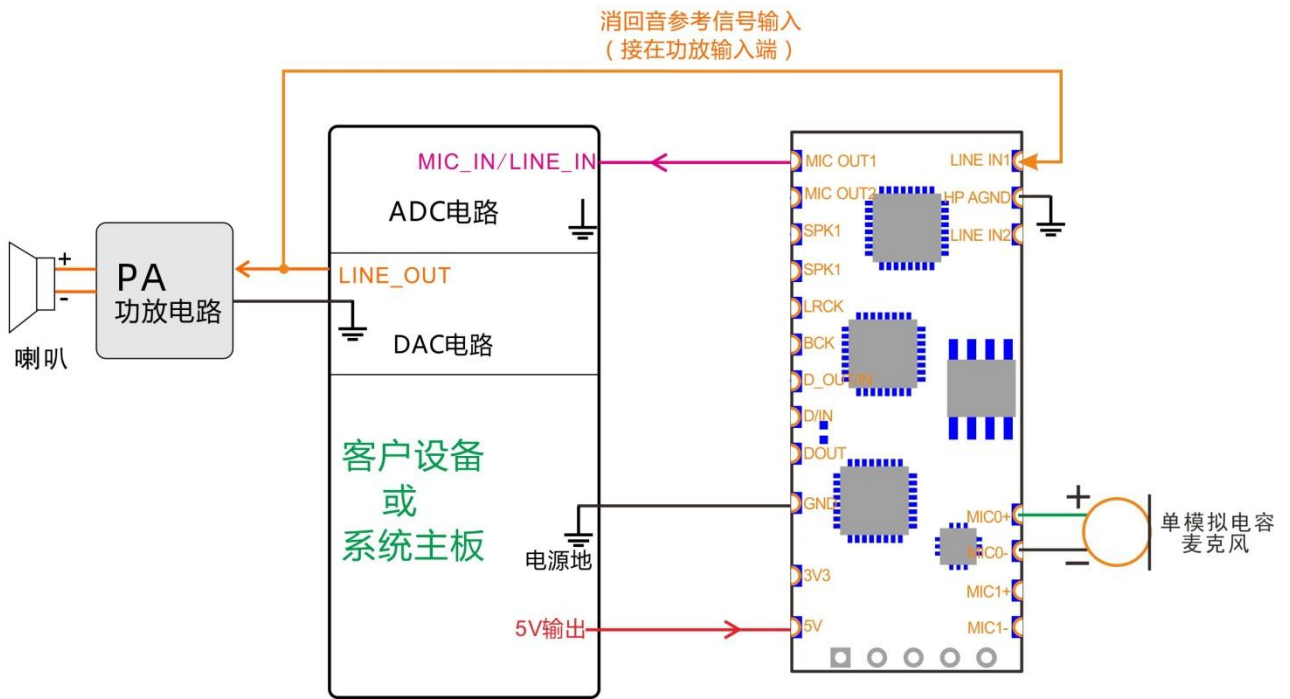 消回音参考信号输入
（接在功放输入端）
MIC_IN/LINE_IN
ADC电路
LINE_OUT
DAC电路
+
-
PA
功放电路
喇叭
客户设备
或
系统主板
电源地
5V输出
MIC OUT1
MIC OUT2
SPK1
SPK1
LRCK
BCK
D/IN
DOUT
GND
3V3
5V
LINE IN1
HP AGND
LINE IN2
MIC0+
MIC0-
MIC1+
MIC1-
+
−
单模拟电容
麦克风